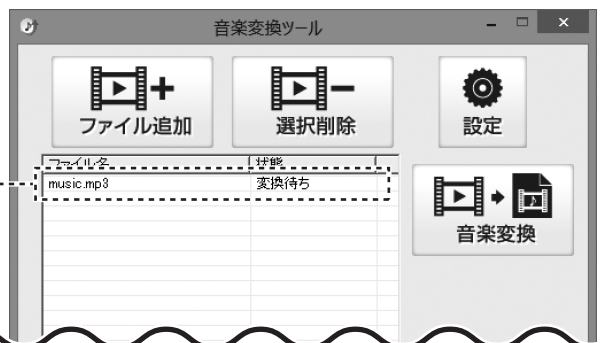 音楽変換ツール
ファイル追加
選択削除
設定
ファイル名 状態
music.mp3 変換待ち
音楽変換